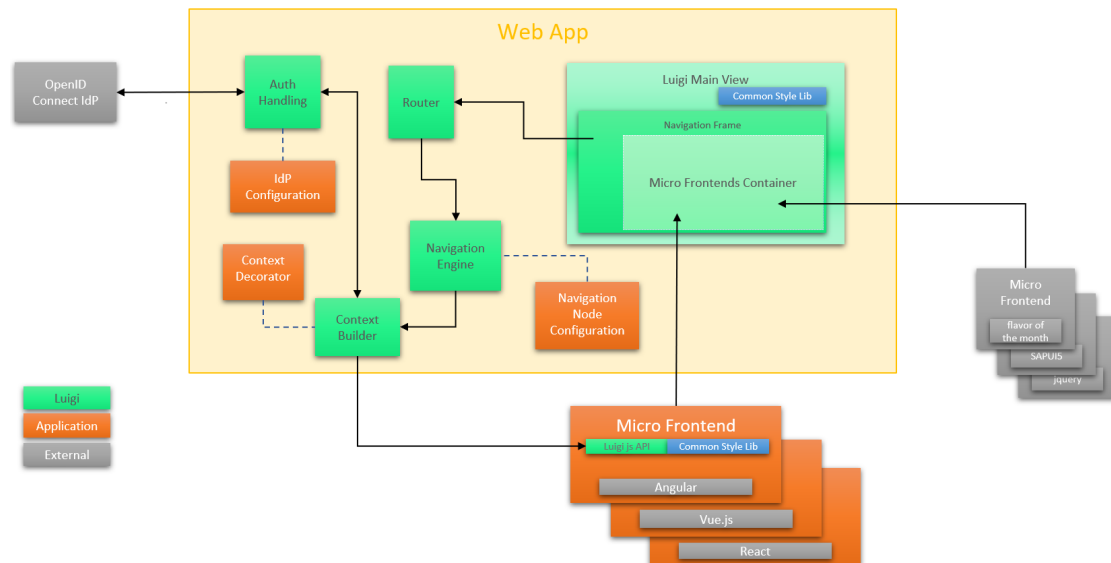 Web App
OpenID
Connect IdP
Auth
Handling
Router
Luigi Main View
Common Style Lib
Navigation Frame
Micro Frontends Container
IdP
Configuration
Navigation
Engine
Context
Decorator
Navigation
Node
Configuration
Context
Builder
Micro
Frontend
flavor of
the month
SAPUI5
jquery
Luigi
Application
External
Micro Frontend
Luigi js API
Common Style Lib
Angular
Vue.js
React